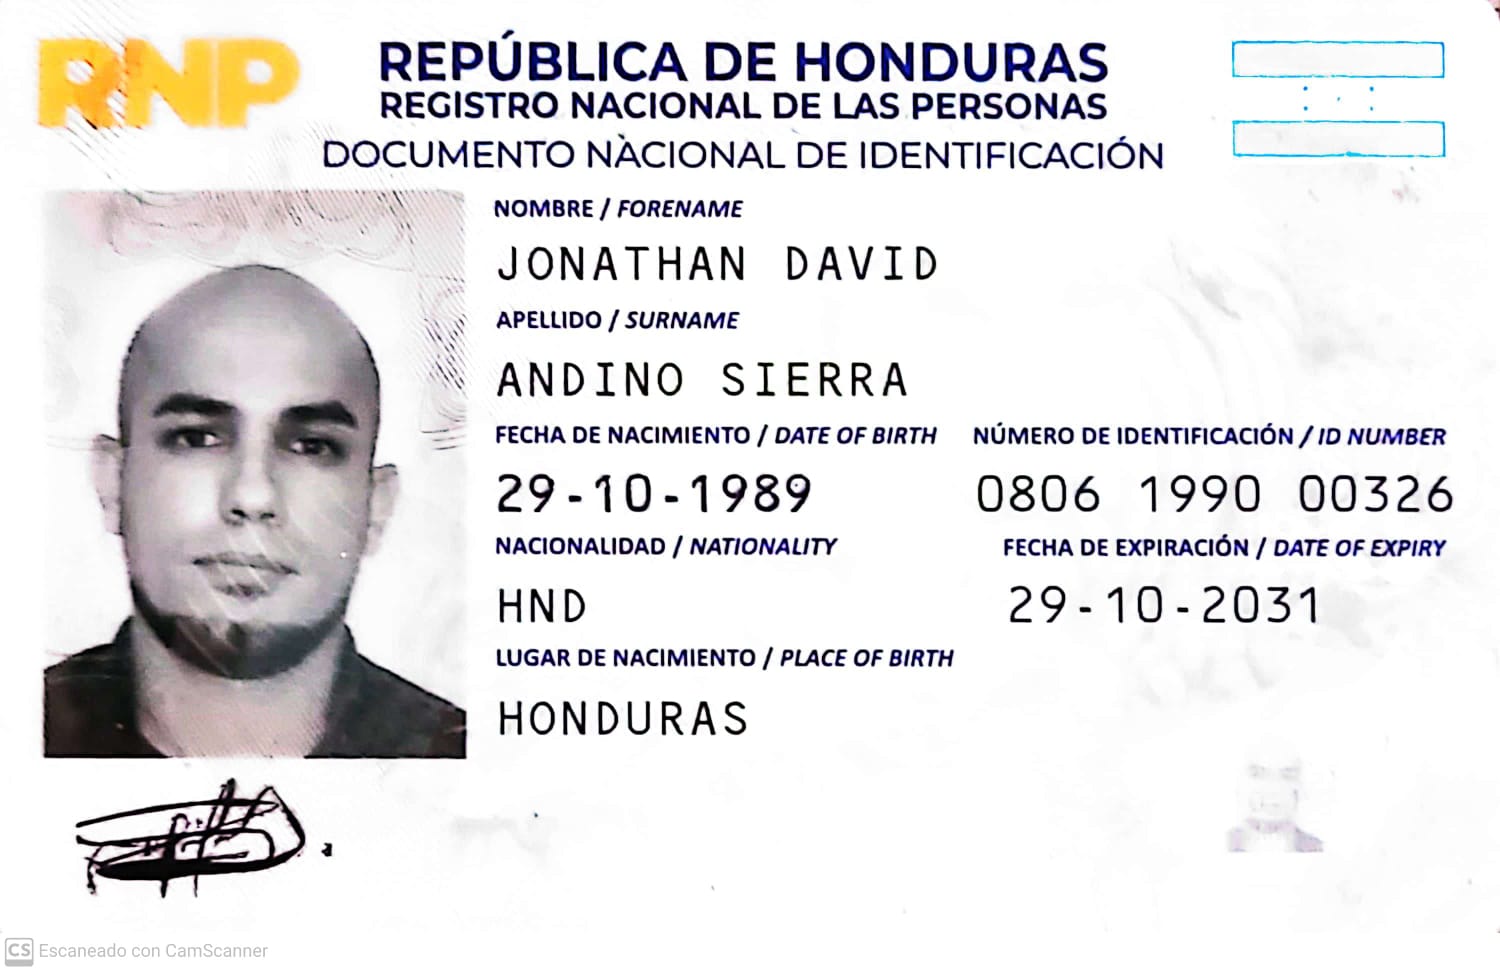 RNP
REPÚBLICA DE HONDURAS
REGISTRO NACIONAL DE LAS PERSONAS
DOCUMENTO NACIONAL DE IDENTIFICACIÓN
NOMBRE / FORENAME
JONATHAN DAVID
APELLIDO / SURNAME
ANDINO SIERRA
FECHA DE NACIMIENTO / DATE OF BIRTH
29-10-1989
NÚMERO DE IDENTIFICACIÓN / ID NUMBER
0806 1990 00326
NACIONALIDAD / NATIONALITY
HND
FECHA DE EXPIRACIÓN / DATE OF EXPIRY
29-10-2031
LUGAR DE NACIMIENTO / PLACE OF BIRTH
HONDURAS
CS Escaneado con CamScanner